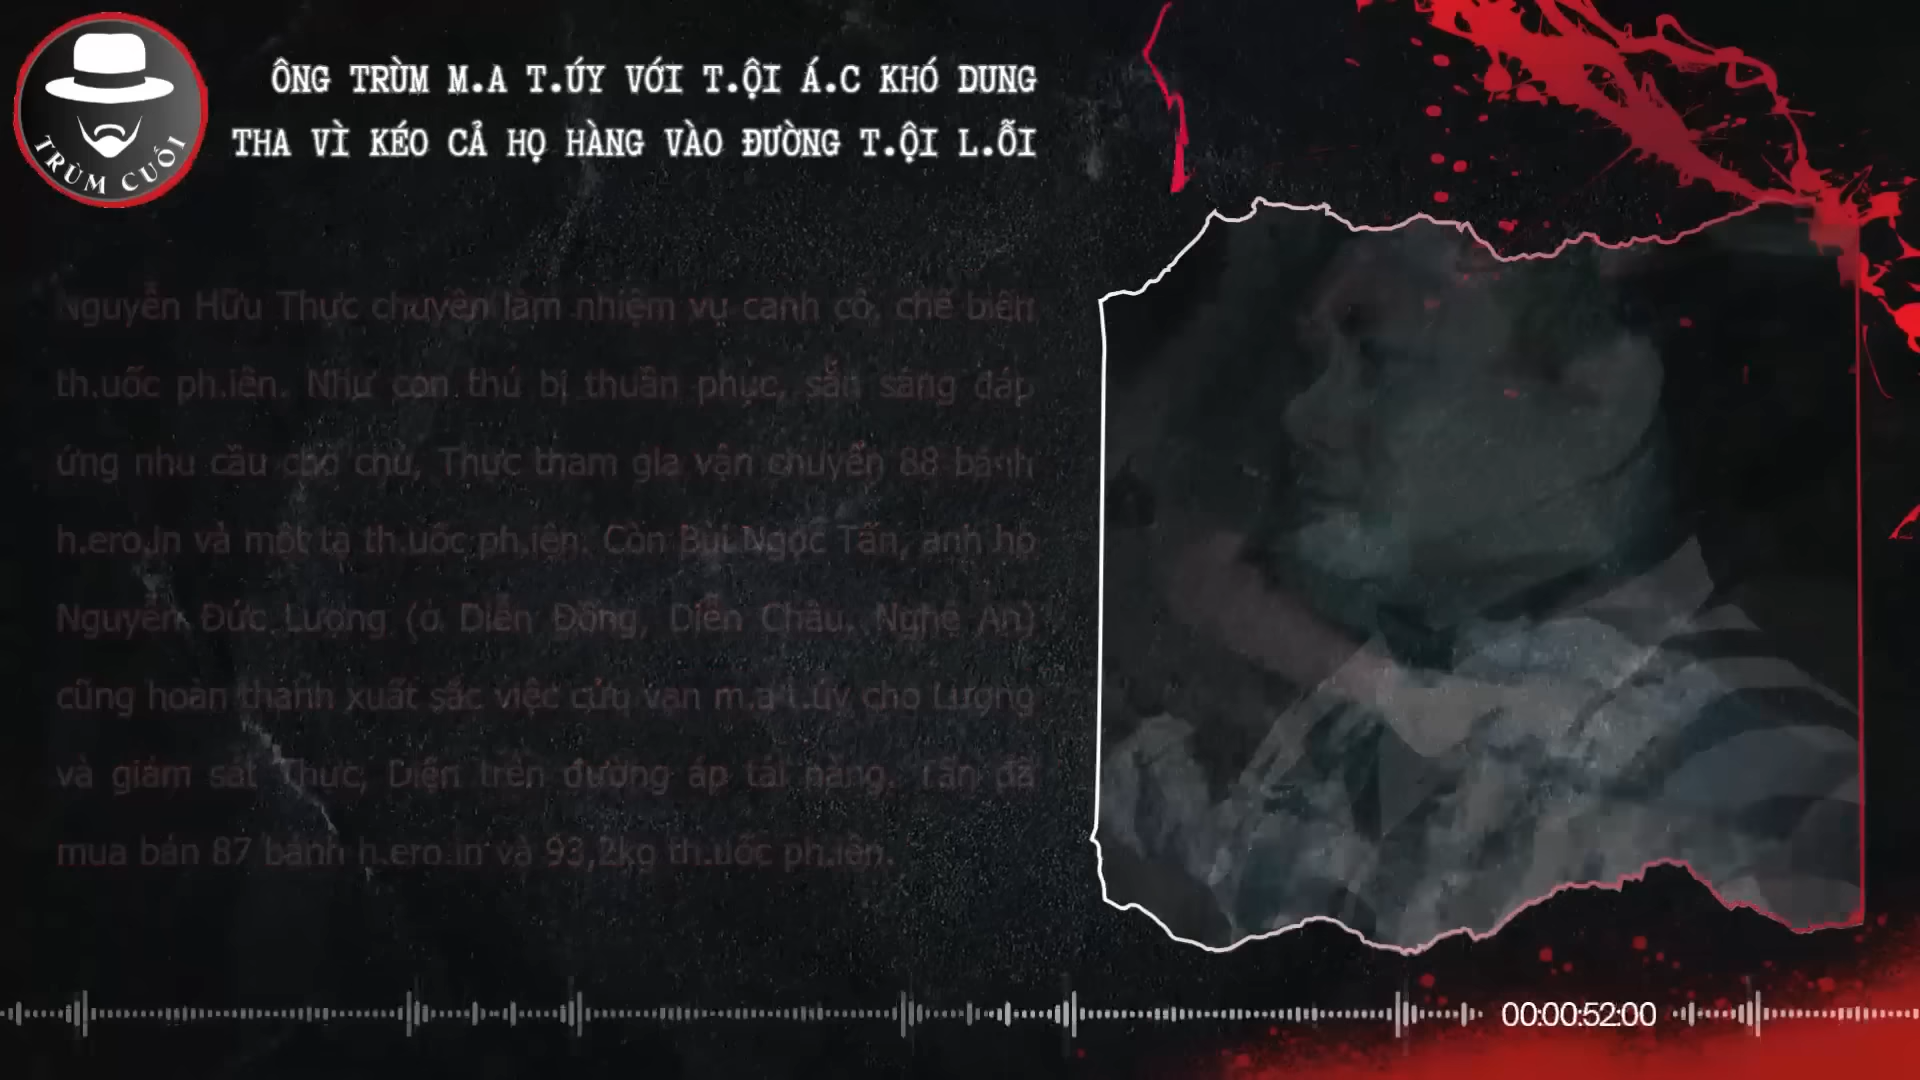 ÔNG TRÙM M.A T.ÚY VỚI T.ỘI Á.C KHÓ DUNG
THA VÌ KÉO CẢ HỌ HÀNG VÀO ĐƯỜNG T.ỘI L.ỖI
TRÙM CUỐI
Nguyễn Hữu Thực chuyên làm nhiệm vụ canh cô, chế biến
th.uốc ph.iện. Như con thú bị thuần phục, sẵn sàng đáp
ứng nhu cầu cho chủ, Thực tham gia vận chuyển 88 bánh
h.ero.in và một tạ th.uốc ph.iện. Còn Bùi Ngọc Tấn, anh họ
Nguyễn Đức Lượng (ở Diễn Đồng, Diễn Châu, Nghệ An)
cũng hoàn thành xuất sắc việc cửu vạn m.a t.úy cho Lượng
và giám sát Thực, Diện trên đường áp tải hàng. Tấn đã
mua bán 87 bánh h.ero.in và 93,2kg th.uốc ph.iện.
00:00:52:00